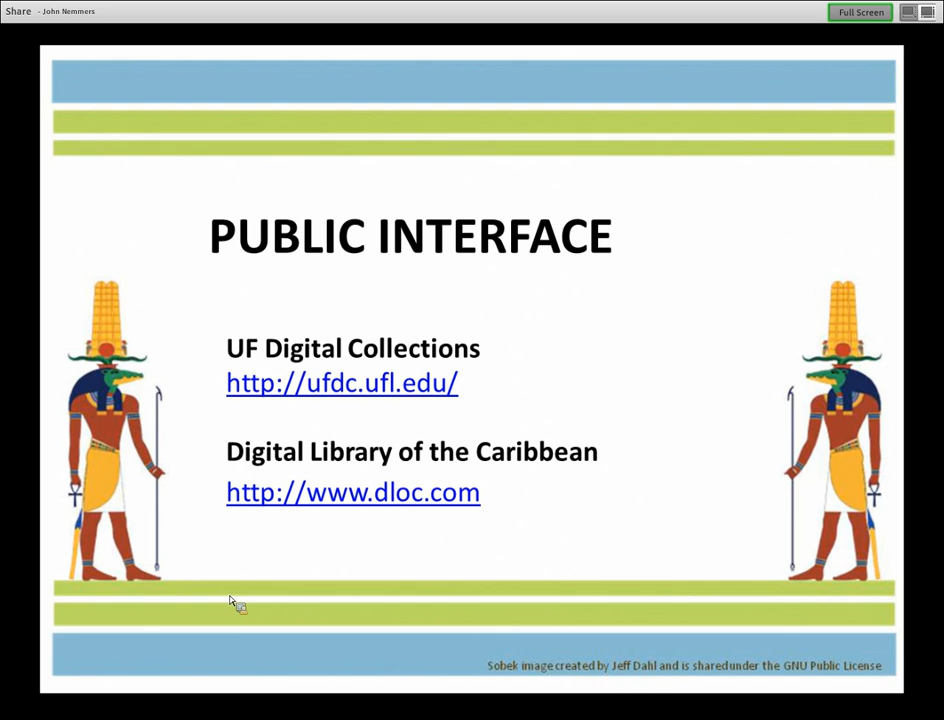 Share - John Nemmers
Full Screen
PUBLIC INTERFACE
UF Digital Collections
http://ufdc.ufl.edu/
Digital Library of the Caribbean
http://www.dloc.com
Sobek image created by Jeff Dahl and is shared under the GNU Public License